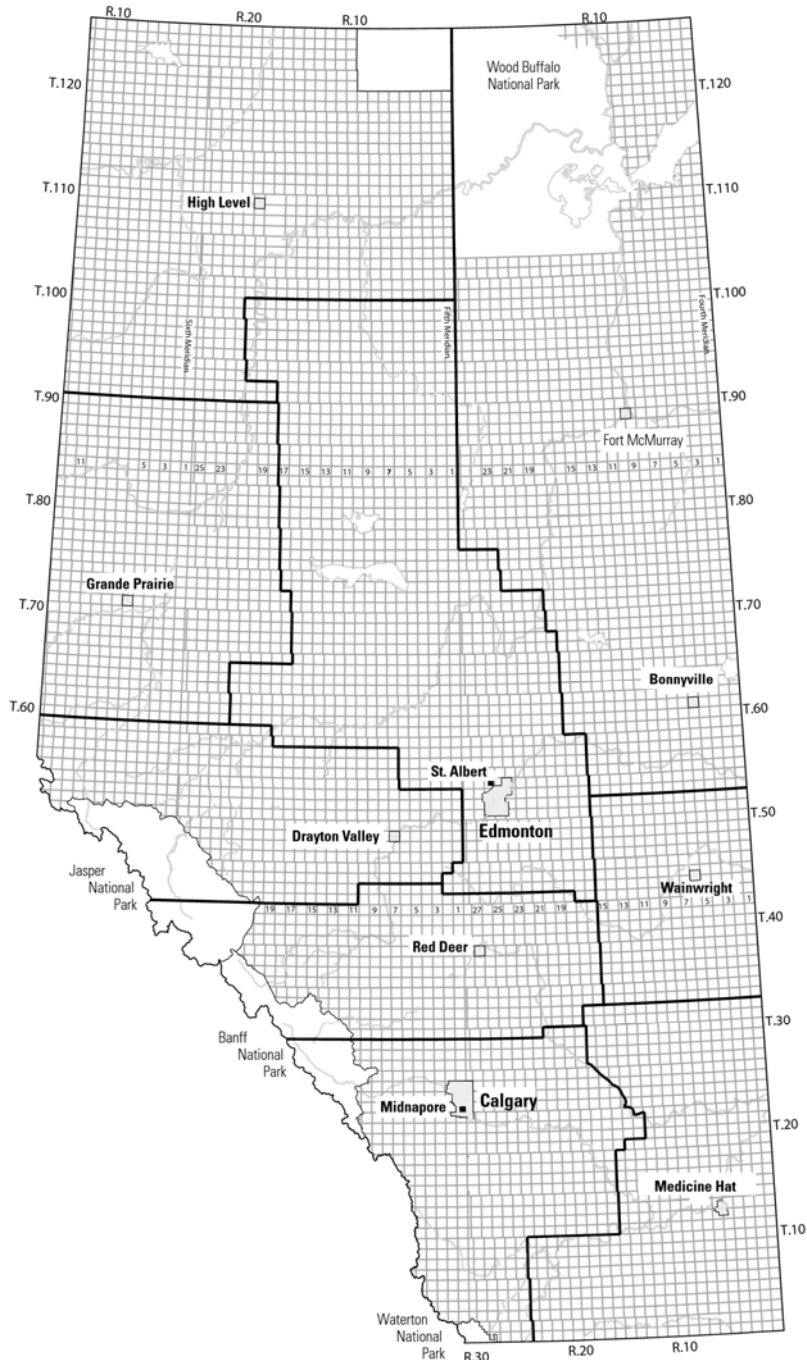 R.10
R.20
R.10
R.10
Wood Buffalo
National Park
T.120
T.120
T.110
T.110
High Level
T.100
T.100
Sixth Meridian
Fifth Meridian
Fourth Meridian
T.90
T.90
Fort McMurray
11 5 3 1 25 23 19 17 15 13 11 9 7 5 3 1 23 21 19 15 13 11 9 7 5 3 1
T.80
T.80
Grande Prairie
T.70
T.70
Bonnyville
T.60
T.60
St. Albert
Edmonton
T.50
Drayton Valley
Jasper
National
Park
Wainwright
19 17 15 13 11 9 7 5 3 1 27 25 23 21 19 15 13 11 9 7 5 3 1
T.40
Red Deer
T.30
Banff
National
Park
Midnapore
Calgary
T.20
Medicine Hat
T.10
Waterton
National
Park
R.30
R.20
R.10